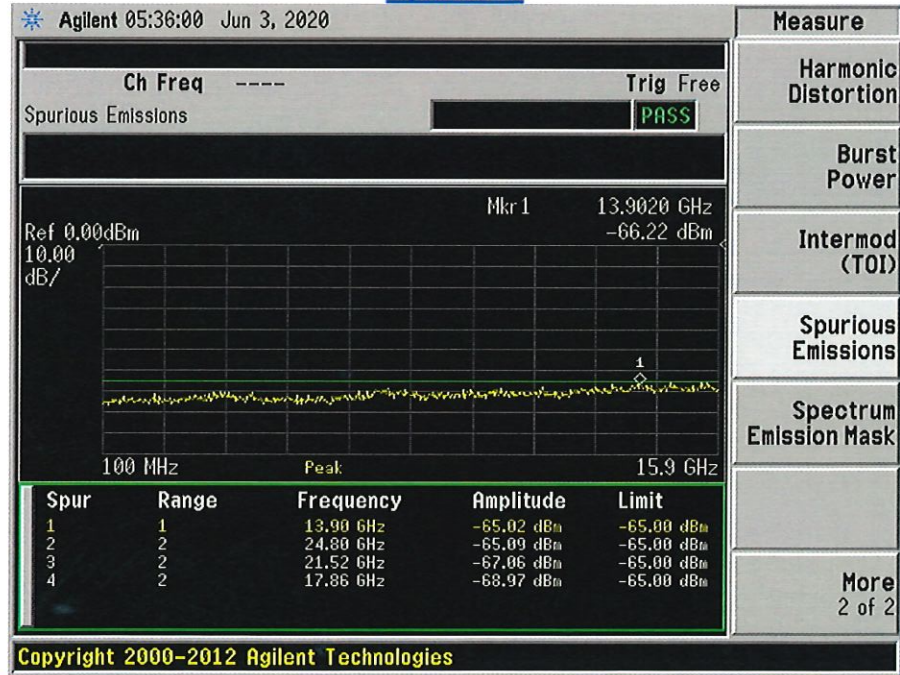 Agilent 05:36:00 Jun 3, 2020
Measure
Ch Freq ----
Trig Free
Spurious Emissions
PASS
Harmonic
Distortion
Burst
Power
Intermod
(TOI)
Spurious
Emissions
Spectrum
Emission Mask
More
2 of 2
Mkr1 13.9020 GHz
Ref 0.00dBm
-66.22 dBm
10.00
dB/
1
100 MHz
Peak
15.9 GHz
Spur Range Frequency Amplitude Limit
1 1 13.90 GHz -65.02 dBm -65.00 dBm
2 2 24.80 GHz -65.09 dBm -65.00 dBm
3 2 21.52 GHz -67.06 dBm -65.00 dBm
4 2 17.86 GHz -68.97 dBm -65.00 dBm
Copyright 2000-2012 Agilent Technologies